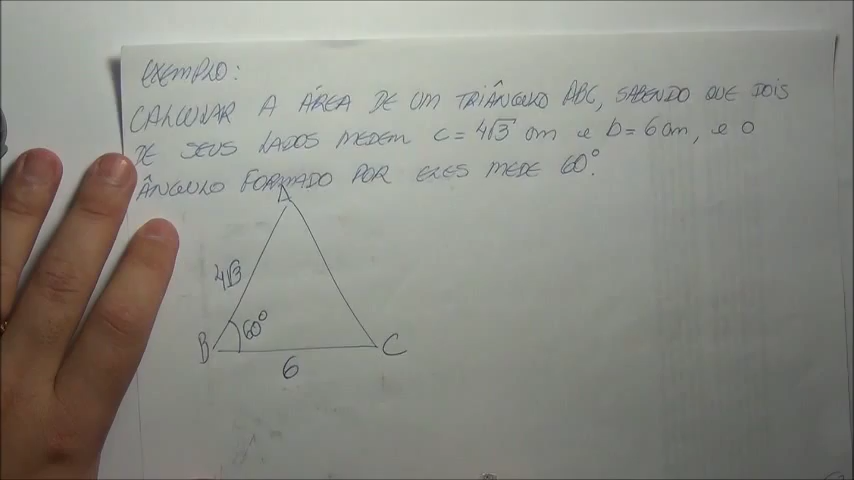 EXEMPLO:
CALCULAR A ÁREA DE UM TRIÂNGULO ABC, SABENDO QUE DOIS
DE SEUS LADOS MEDEM c = 4√3 cm e b = 6 cm, e O
ÂNGULO FORMADO POR ELES MEDE 60°.
A
4√3
60°
B
C
6